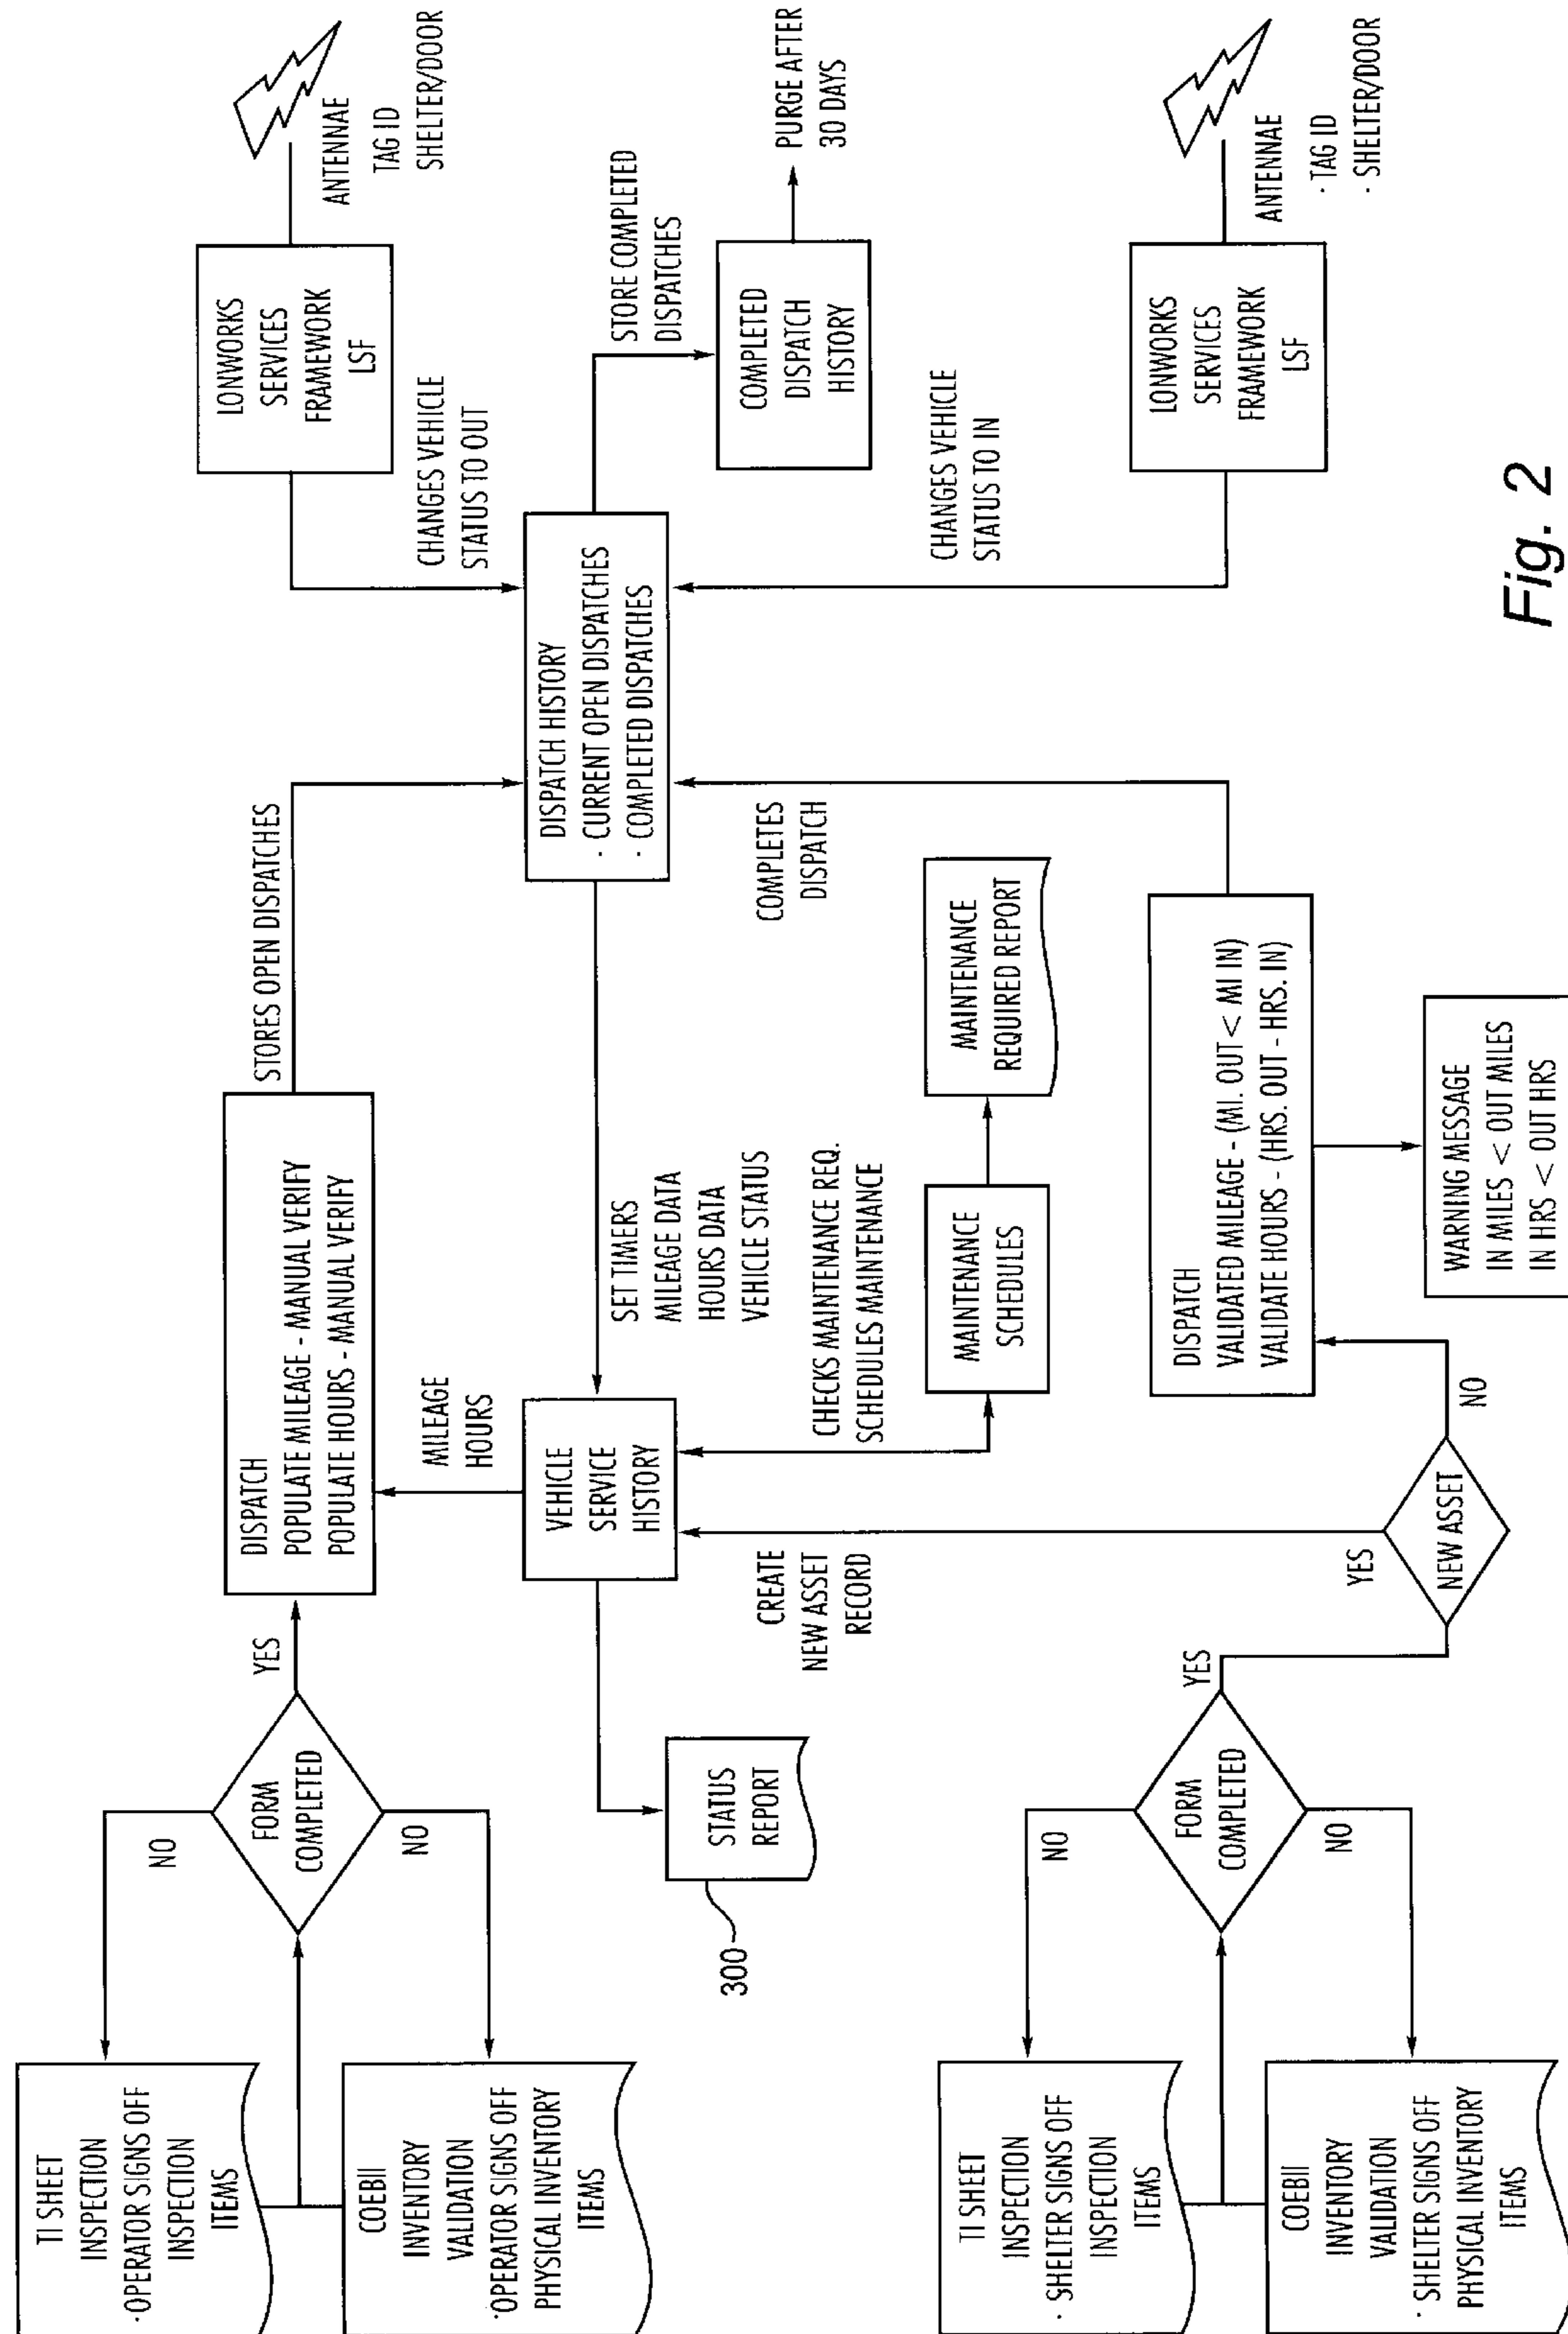 TI SHEET
INSPECTION
·OPERATOR SIGNS OFF
INSPECTION
ITEMS
COEBII
INVENTORY
VALIDATION
·OPERATOR SIGNS OFF
PHYSICAL INVENTORY
ITEMS
NO
FORM
COMPLETED
NO
YES
DISPATCH
POPULATE MILEAGE - MANUAL VERIFY
POPULATE HOURS - MANUAL VERIFY
STORES OPEN DISPATCHES
MILEAGE
HOURS
300
STATUS
REPORT
VEHICLE
SERVICE
HISTORY
SET TIMERS
MILEAGE DATA
HOURS DATA
VEHICLE STATUS
DISPATCH HISTORY
· CURRENT OPEN DISPATCHES
· COMPLETED DISPATCHES
CHANGES VEHICLE
STATUS TO OUT
LONWORKS
SERVICES
FRAMEWORK
LSF
ANTENNAE
TAG ID
SHELTER/DOOR
STORE COMPLETED
DISPATCHES
COMPLETED
DISPATCH
HISTORY
PURGE AFTER
30 DAYS
CREATE
NEW ASSET
RECORD
CHECKS MAINTENANCE REQ.
SCHEDULES MAINTENANCE
MAINTENANCE
SCHEDULES
MAINTENANCE
REQUIRED REPORT
COMPLETES
DISPATCH
CHANGES VEHICLE
STATUS TO IN
LONWORKS
SERVICES
FRAMEWORK
LSF
ANTENNAE
· TAG ID
· SHELTER/DOOR
TI SHEET
INSPECTION
· SHELTER SIGNS OFF
INSPECTION
ITEMS
COEBII
INVENTORY
VALIDATION
· SHELTER SIGNS OFF
PHYSICAL INVENTORY
ITEMS
NO
FORM
COMPLETED
NO
YES
YES
NEW ASSET
NO
DISPATCH
VALIDATED MILEAGE - (MI. OUT < MI IN)
VALIDATE HOURS - (HRS. OUT - HRS. IN)
WARNING MESSAGE
IN MILES < OUT MILES
IN HRS < OUT HRS
Fig. 2